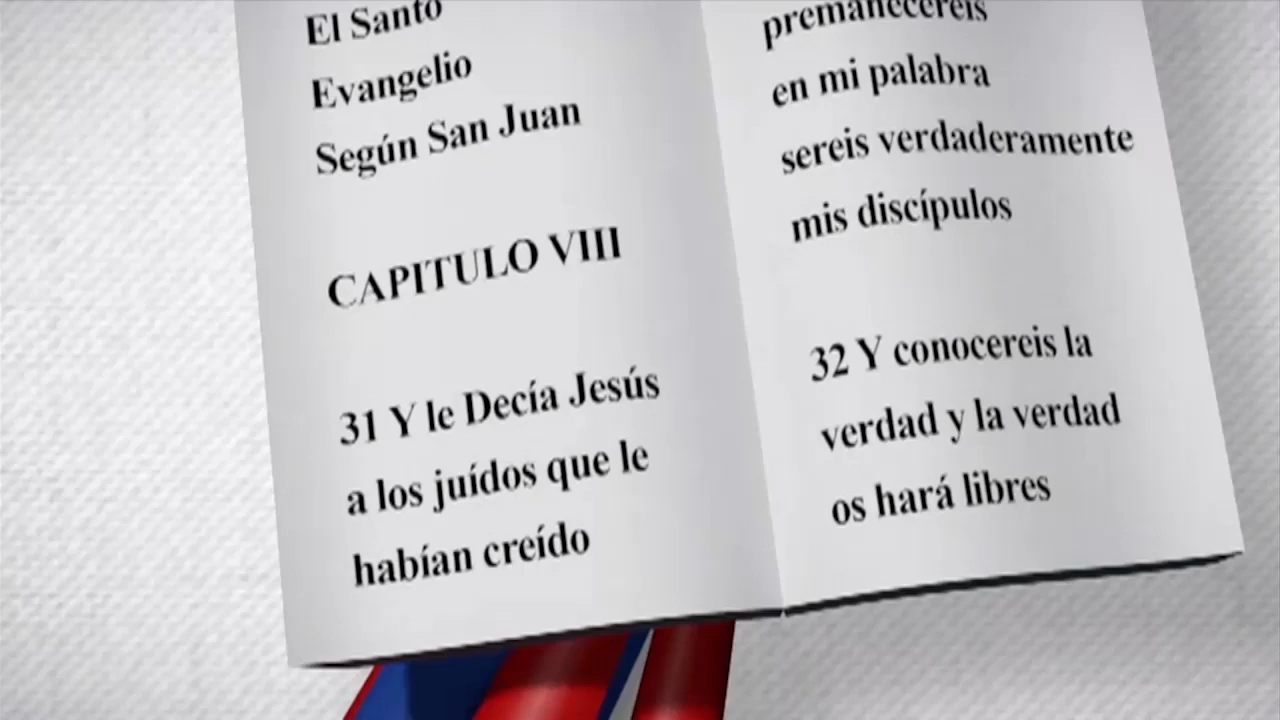 El Santo
Evangelio
Según San Juan
CAPITULO VIII
31 Y le Decía Jesús
a los juídos que le
habían creído
premanecereis
en mi palabra
sereis verdaderamente
mis discípulos
32 Y conocereis la
verdad y la verdad
os hará libres